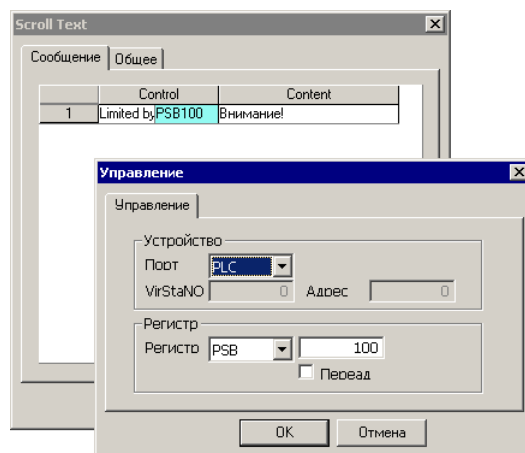 Scroll Text
Сообщение Общее
Control Content
1 Limited by PSB100 Внимание!
Управление
Управление
Устройство
Порт PLC
VirStaNO 0 Адрес 0
Регистр
Регистр PSB 100
Переад
OK Отмена